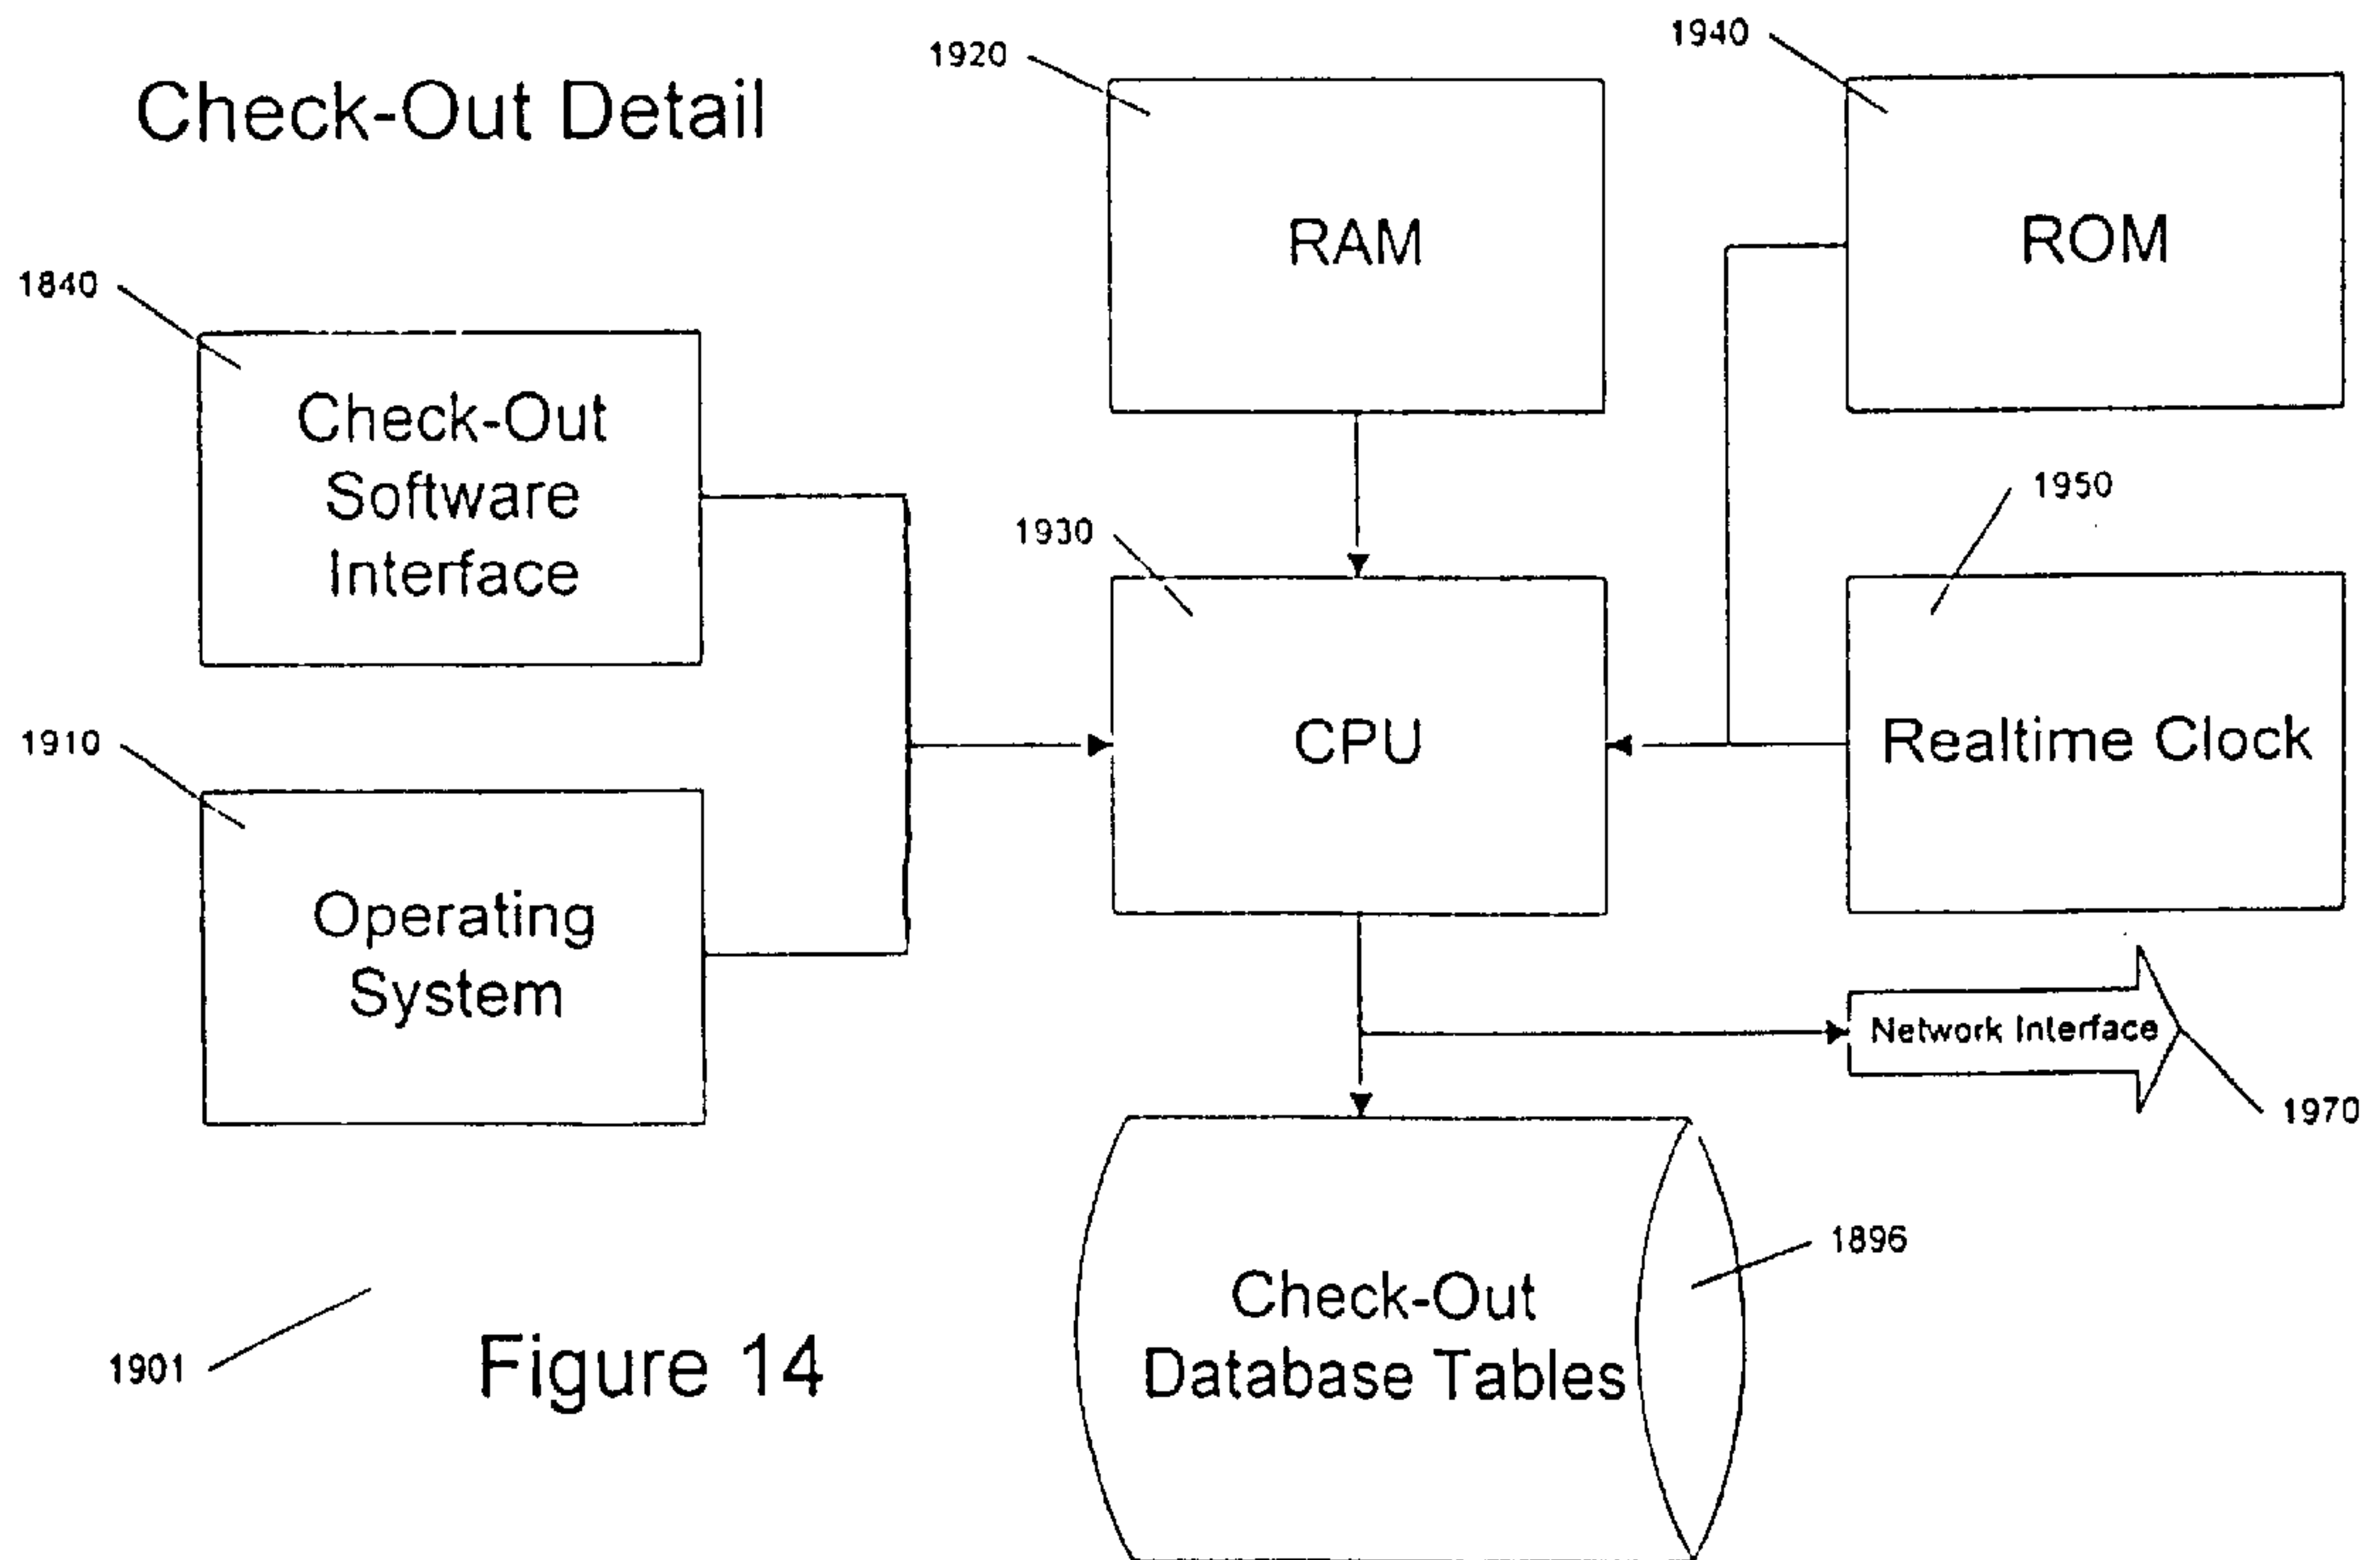 Check-Out Detail
1920
1940
RAM
ROM
1840
Check-Out
Software
Interface
1930
1950
CPU
Realtime Clock
1910
Operating
System
Network Interface
1970
1896
Check-Out
Database Tables
1901
Figure 14